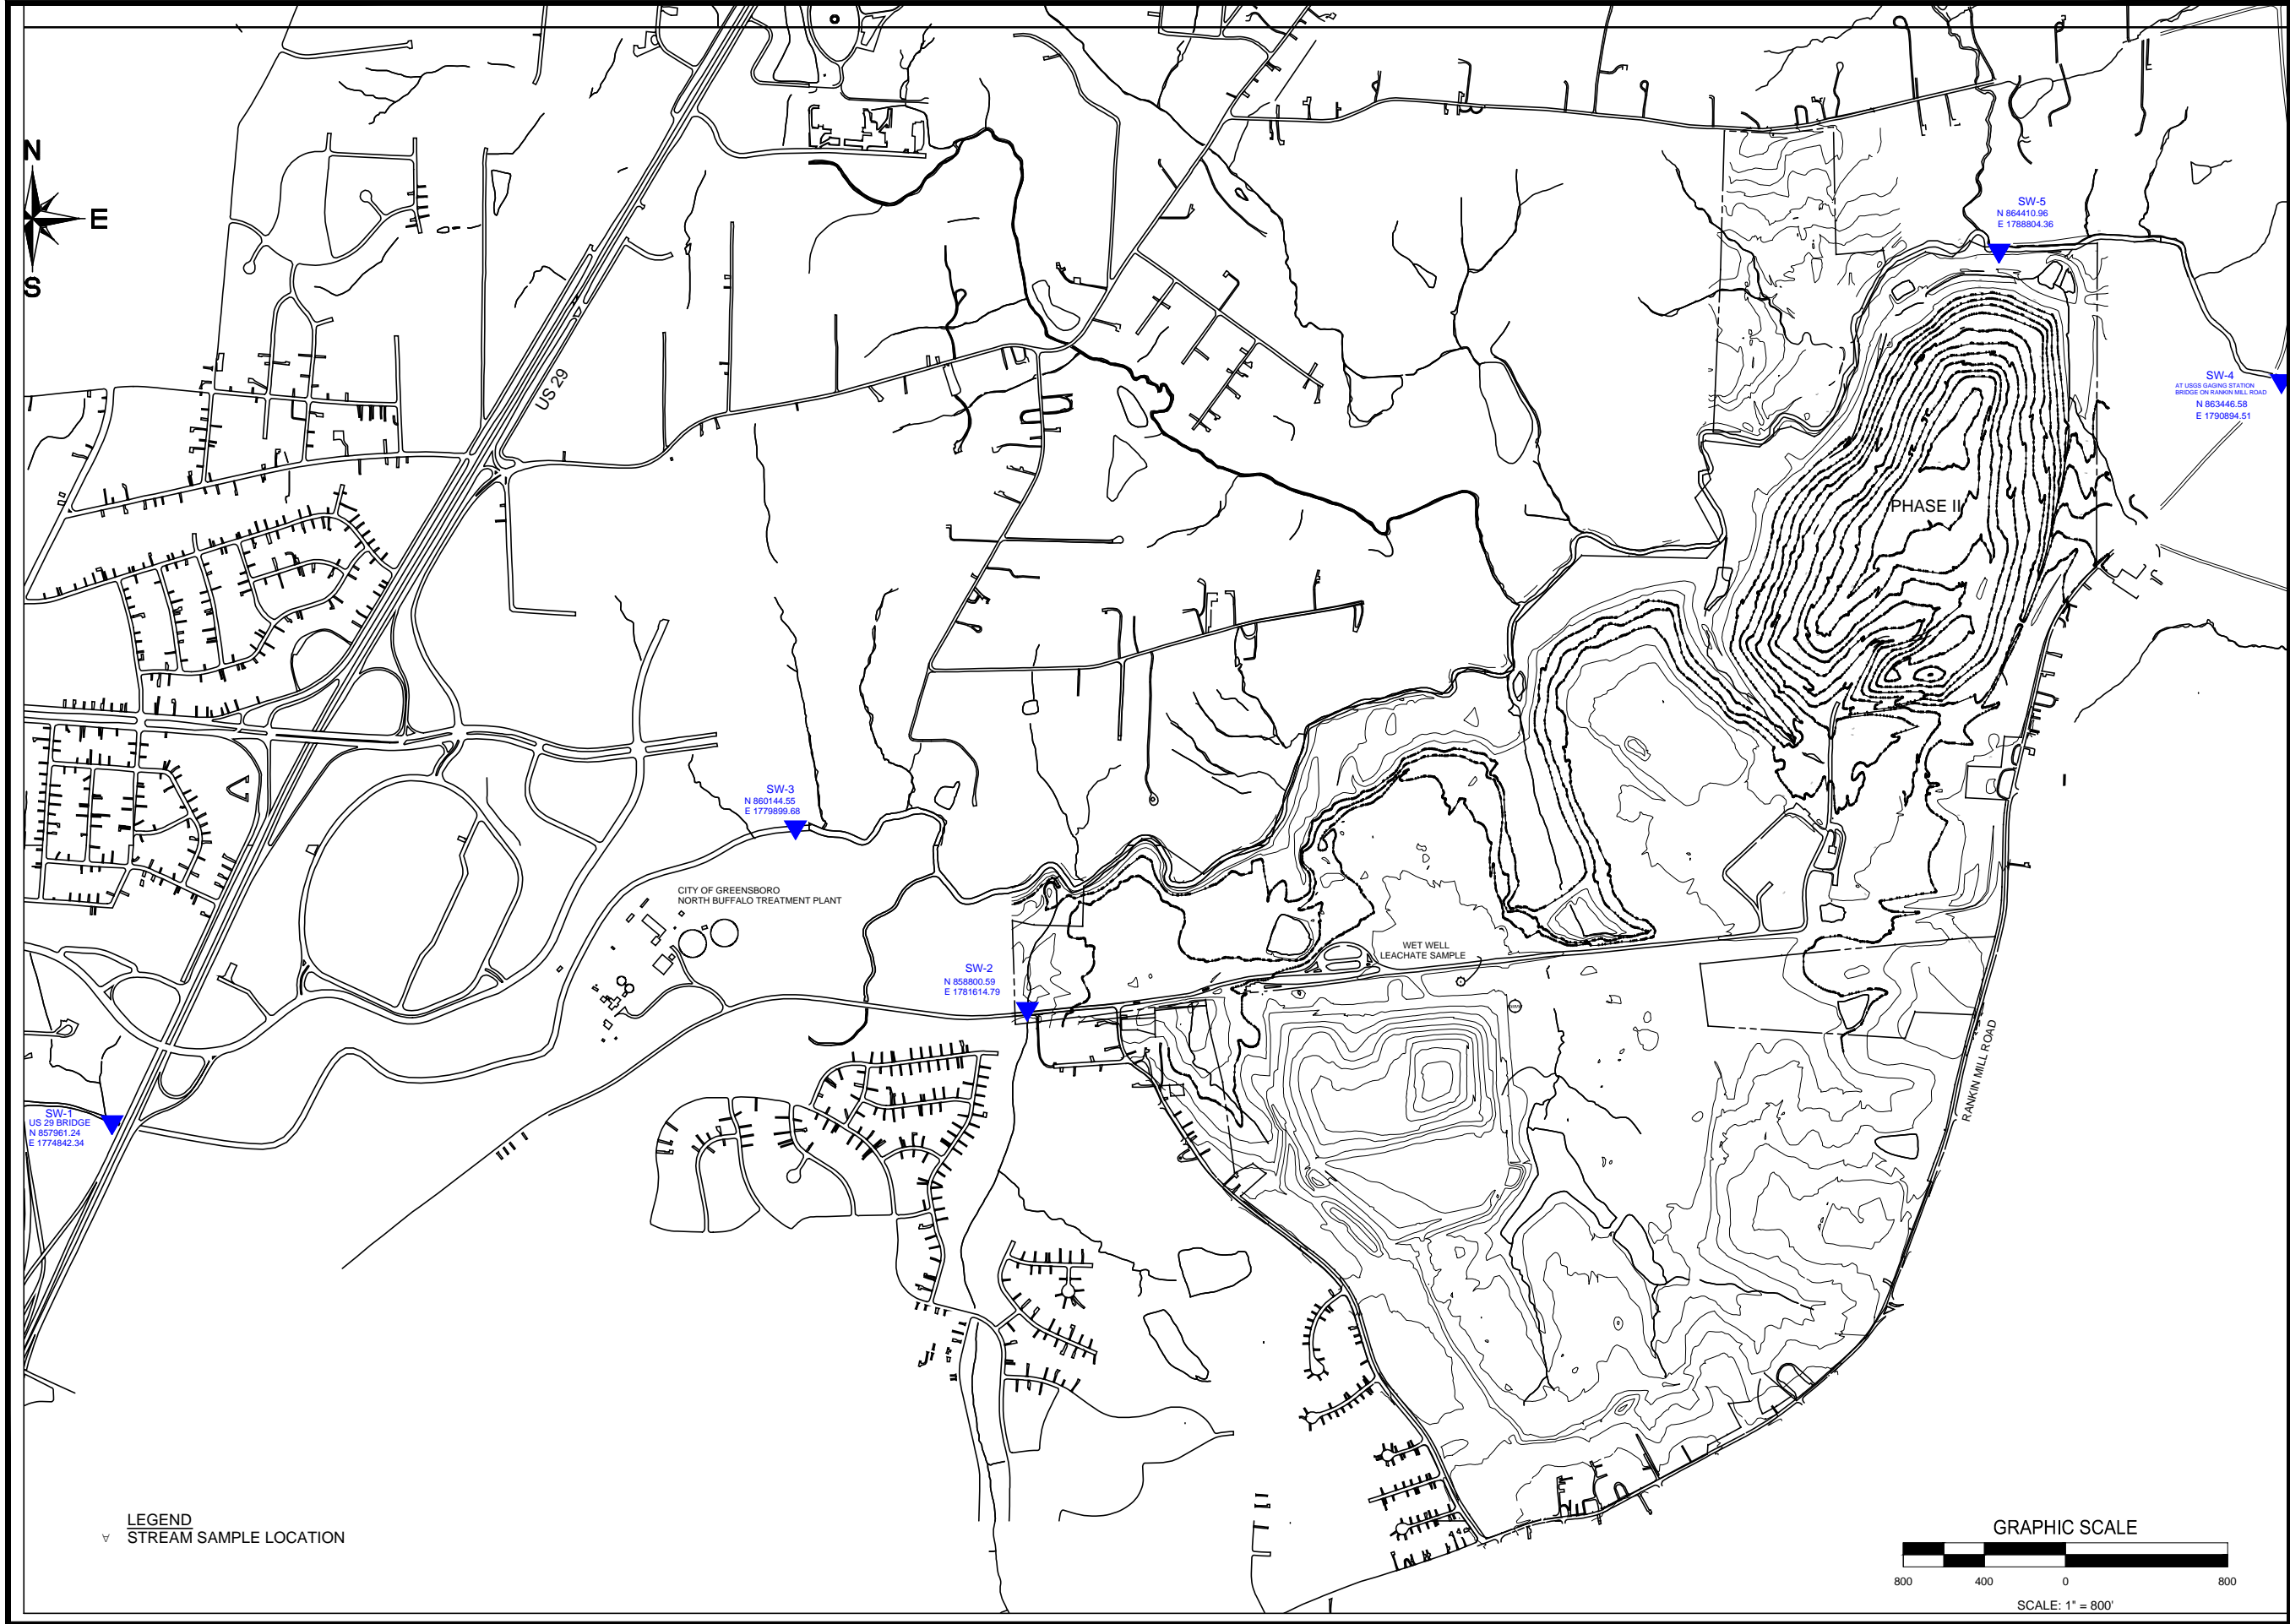 N
E
S
US 29
SW-5
N 864410.96
E 1788804.36
SW-4
AT USGS GAGING STATION
BRIDGE ON RANKIN MILL ROAD
N 863446.58
E 1790894.51
PHASE II
SW-3
N 860144.55
E 1779899.68
CITY OF GREENSBORO
NORTH BUFFALO TREATMENT PLANT
WET WELL
LEACHATE SAMPLE
SW-2
N 858800.59
E 1781614.79
RANKIN MILL ROAD
SW-1
US 29 BRIDGE
N 857961.24
E 1774842.34
LEGEND
STREAM SAMPLE LOCATION
GRAPHIC SCALE
800 400 0 800
SCALE: 1" = 800'